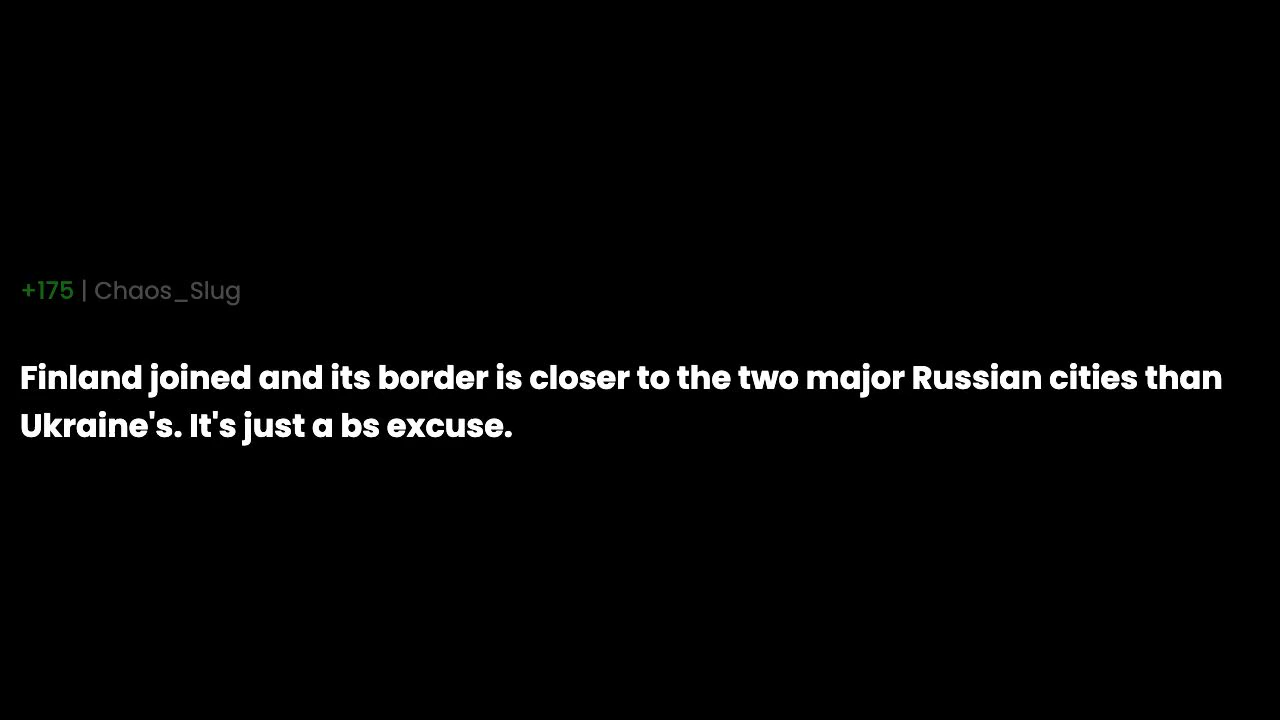 +175 | Chaos_Slug
Finland joined and its border is closer to the two major Russian cities than
Ukraine's. It's just a bs excuse.